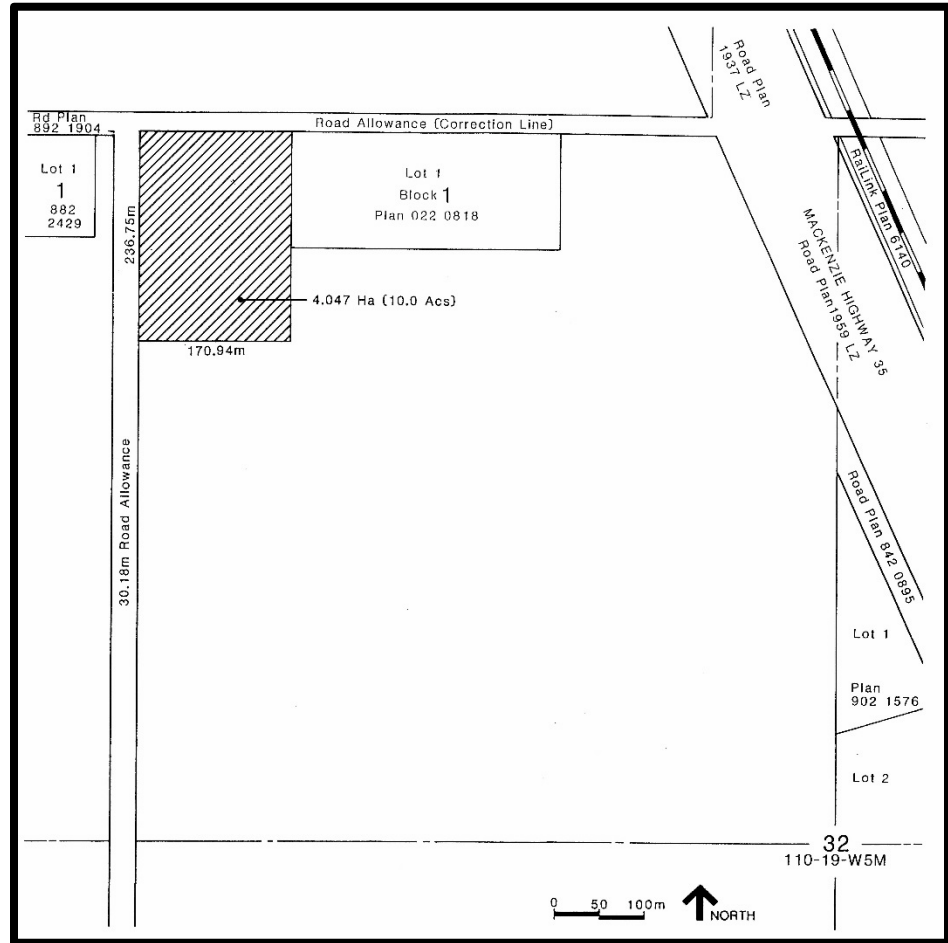 Road Plan
1937 LZ
Rd Plan
892 1904
Road Allowance (Correction Line)
Lot 1
1
882
2429
236.75m
Lot 1
Block 1
Plan 022 0818
RaiLink Plan 6140
MACKENZIE HIGHWAY 35
Road Plan1959 LZ
4.047 Ha (10.0 Acs)
170.94m
30.18m Road Allowance
Road Plan 842 0895
Lot 1
Plan
902 1576
Lot 2
32
110-19-W5M
0 50 100m
NORTH